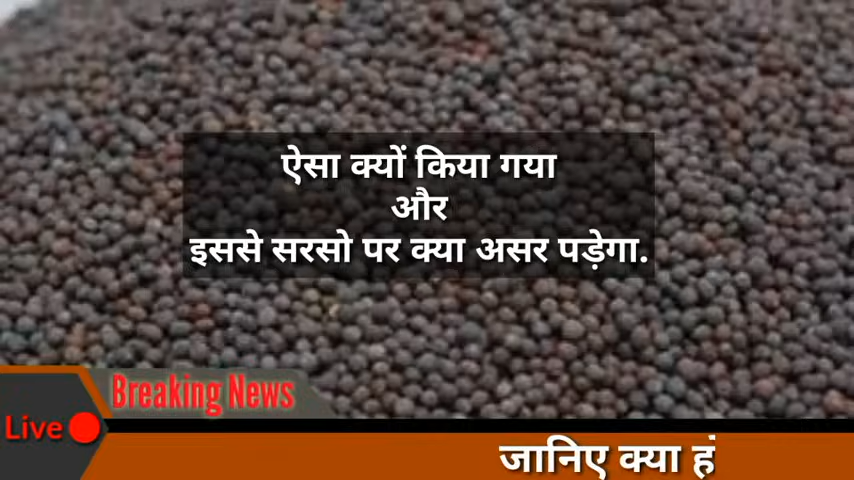 ऐसा क्यों किया गया
और
इससे सरसो पर क्या असर पड़ेगा.
Breaking News
Live
जानिए क्या